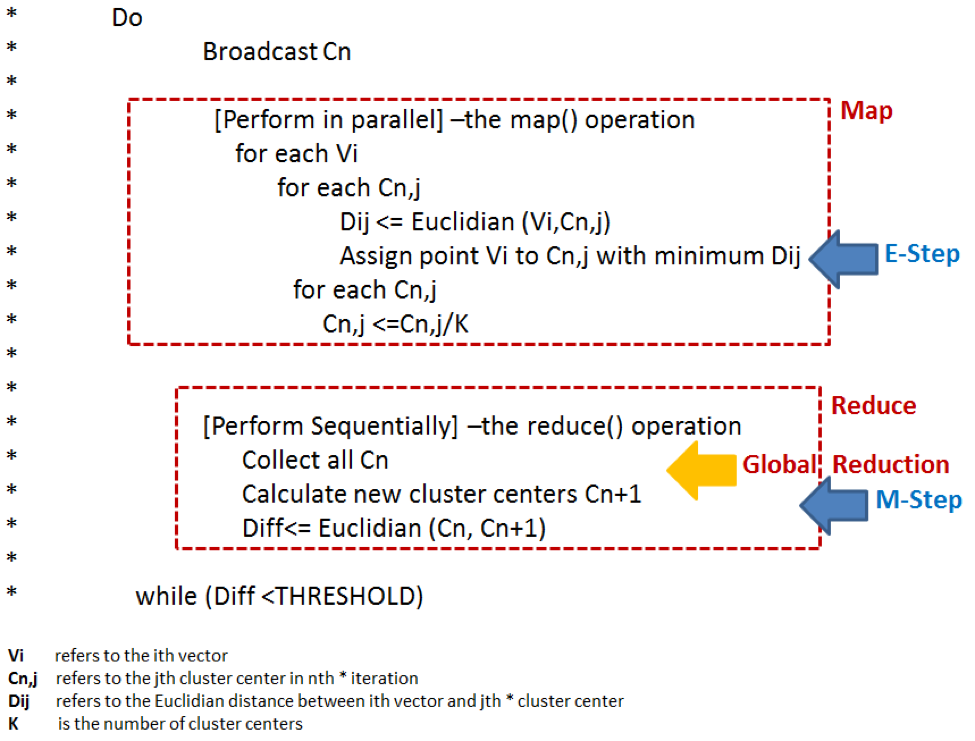 * Do
* Broadcast Cn
*
* [Perform in parallel] –the map() operation Map
* for each Vi
* for each Cn,j
* Dij <= Euclidian (Vi,Cn,j)
* Assign point Vi to Cn,j with minimum Dij E-Step
* for each Cn,j
* Cn,j <=Cn,j/K
*
* Reduce
* [Perform Sequentially] –the reduce() operation
* Collect all Cn Global Reduction
* Calculate new cluster centers Cn+1 M-Step
* Diff<= Euclidian (Cn, Cn+1)
*
* while (Diff <THRESHOLD)
Vi refers to the ith vector
Cn,j refers to the jth cluster center in nth * iteration
Dij refers to the Euclidian distance between ith vector and jth * cluster center
K is the number of cluster centers